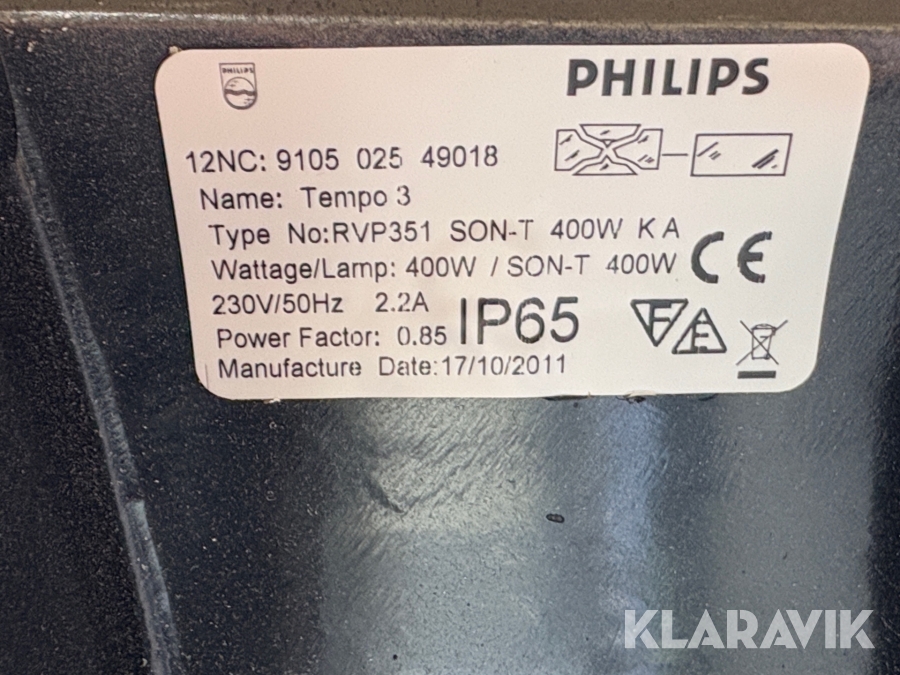 PHILIPS
PHILIPS
12NC: 9105 025 49018
Name: Tempo 3
Type No:RVP351 SON-T 400W K A
Wattage/Lamp: 400W / SON-T 400W
CE
230V/50Hz 2.2A
IP65
F E
Power Factor: 0.85
Manufacture Date:17/10/2011
KLARAVIK